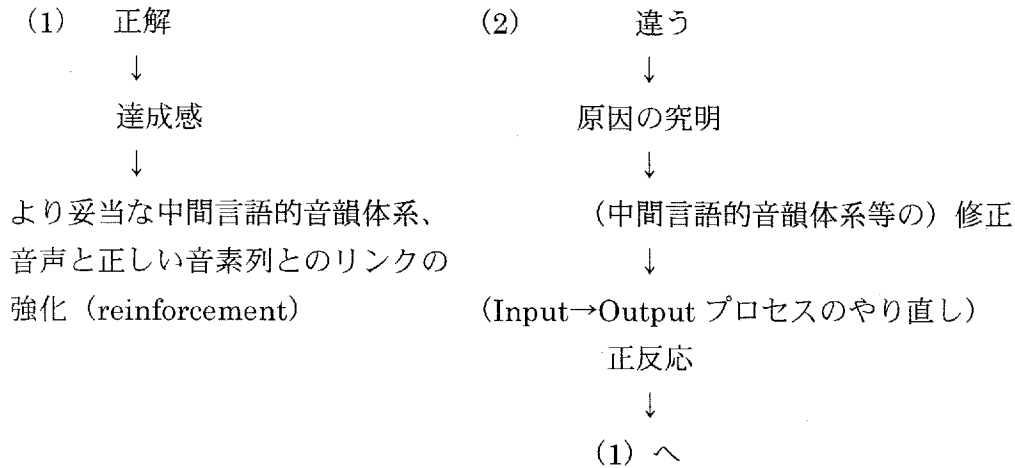 (1) 正解
↓
達成感
↓
より妥当な中間言語的音韻体系、
音声と正しい音素列とのリンクの
強化(reinforcement)
(2) 違う
↓
原因の究明
↓
(中間言語的音韻体系等の)修正
↓
(Input→Output プロセスのやり直し)
正反応
↓
(1)へ